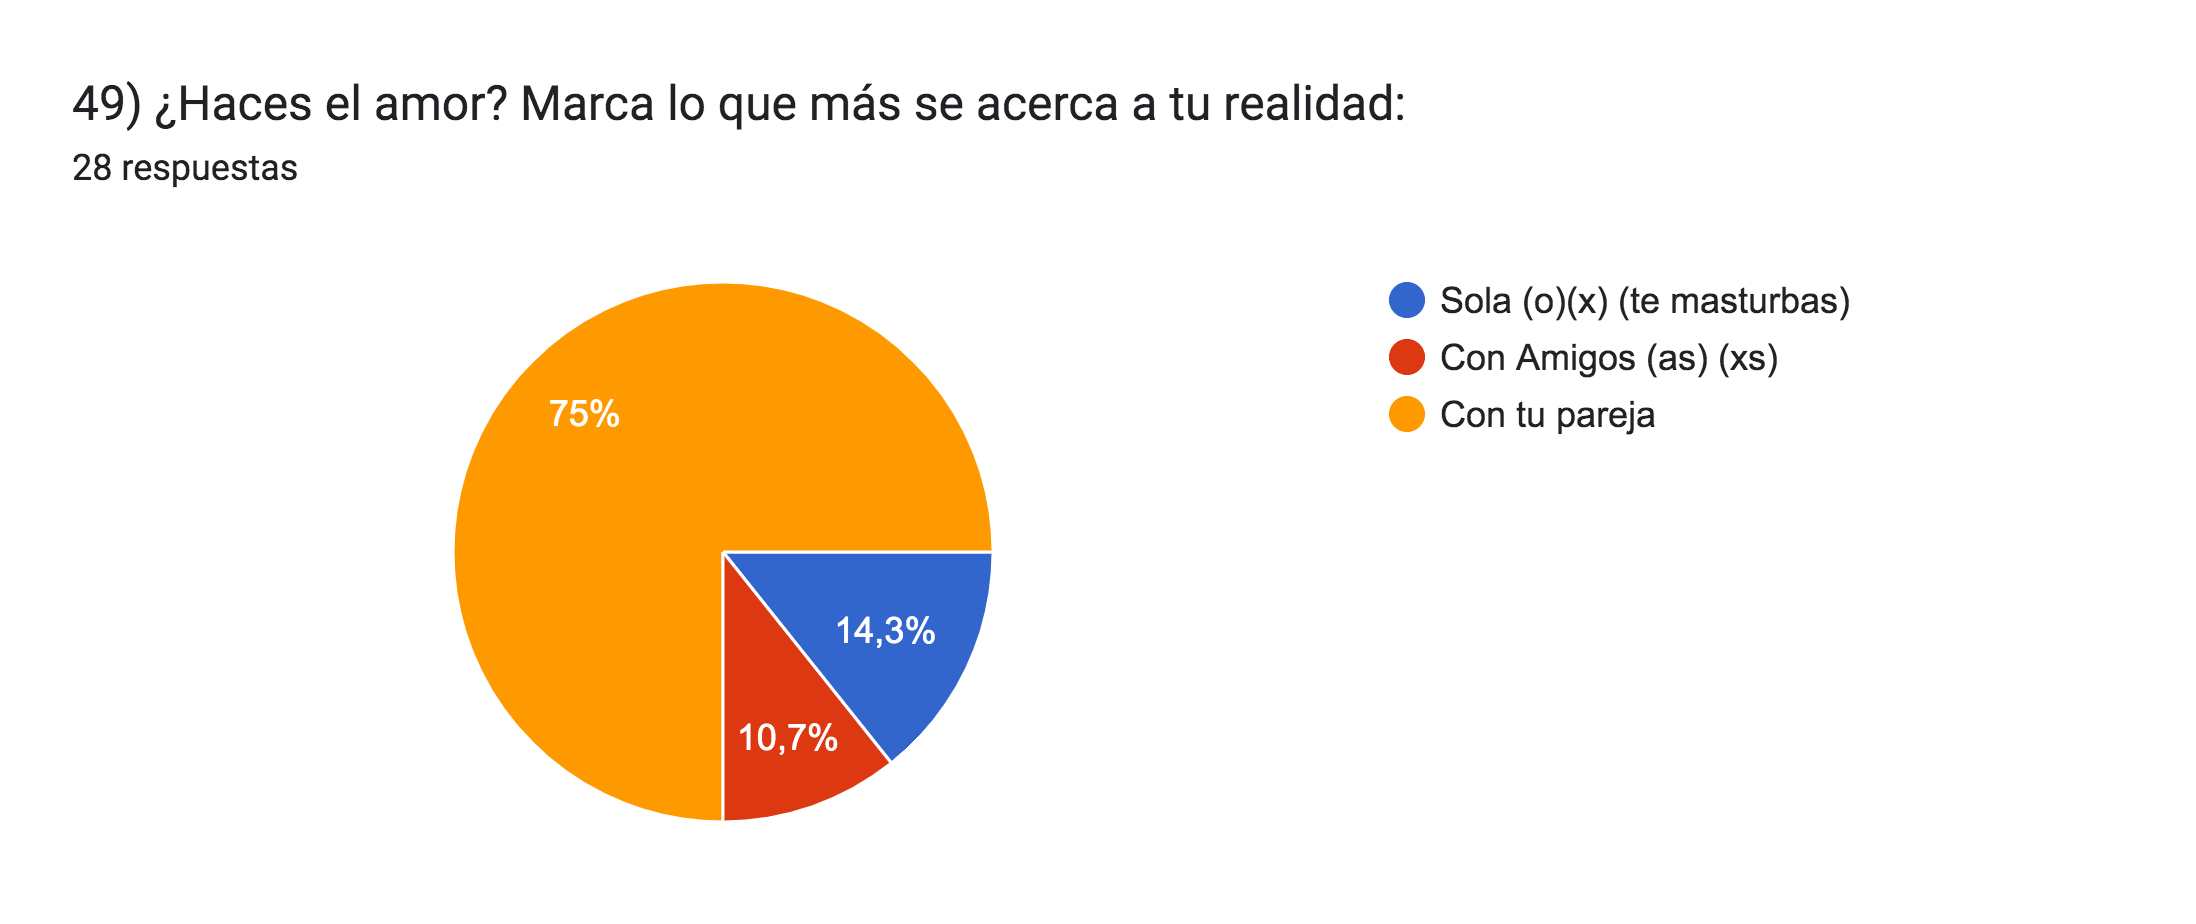 49) ¿Haces el amor? Marca lo que más se acerca a tu realidad:
28 respuestas
Sola (o)(x) (te masturbas)
Con Amigos (as) (xs)
Con tu pareja
75%
14,3%
10,7%